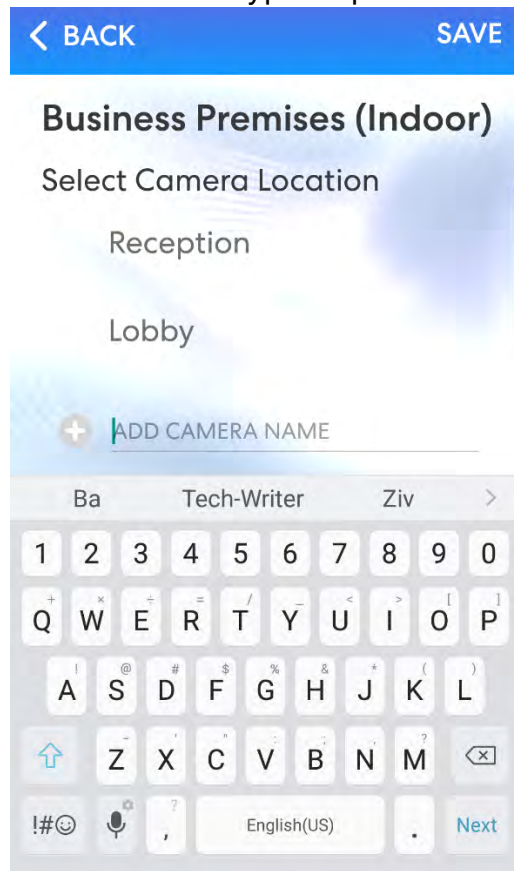 BACK SAVE
Business Premises (Indoor)
Select Camera Location
Reception
Lobby
ADD CAMERA NAME
Ba Tech-Writer Ziv >
1 2 3 4 5 6 7 8 9 0
+ × ÷ = / _ < > [ ]
Q W E R T Y U I O P
! @ # $ % & * ( )
A S D F G H J K L
- ' " : ; , ?
Z X C V B N M
!#☺ , ? English(US) . Next